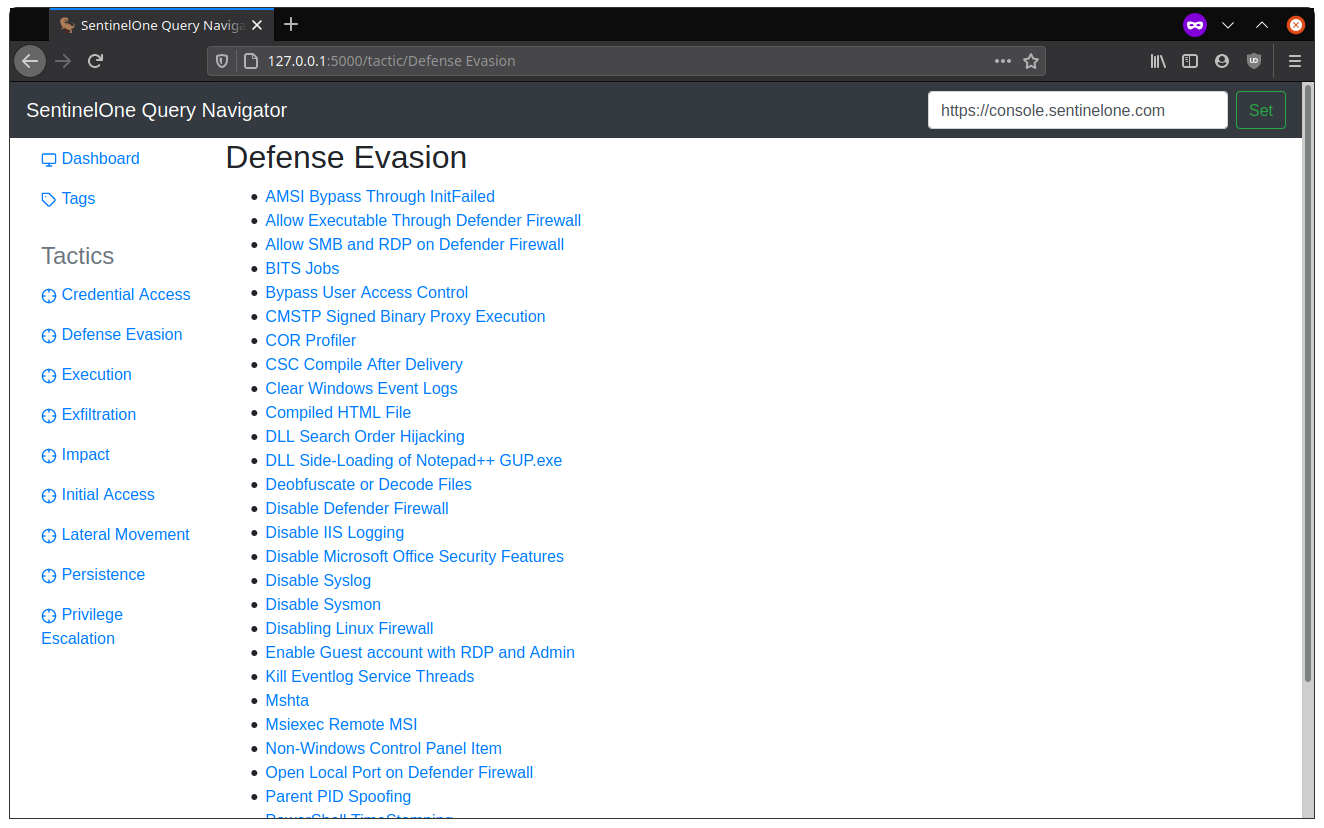 SentinelOne Query Naviga
127.0.0.1:5000/tactic/Defense Evasion
SentinelOne Query Navigator
https://console.sentinelone.com
Set
Dashboard
Tags
Tactics
Credential Access
Defense Evasion
Execution
Exfiltration
Impact
Initial Access
Lateral Movement
Persistence
Privilege
Escalation
Defense Evasion
AMSI Bypass Through InitFailed
Allow Executable Through Defender Firewall
Allow SMB and RDP on Defender Firewall
BITS Jobs
Bypass User Access Control
CMSTP Signed Binary Proxy Execution
COR Profiler
CSC Compile After Delivery
Clear Windows Event Logs
Compiled HTML File
DLL Search Order Hijacking
DLL Side-Loading of Notepad++ GUP.exe
Deobfuscate or Decode Files
Disable Defender Firewall
Disable IIS Logging
Disable Microsoft Office Security Features
Disable Syslog
Disable Sysmon
Disabling Linux Firewall
Enable Guest account with RDP and Admin
Kill Eventlog Service Threads
Mshta
Msiexec Remote MSI
Non-Windows Control Panel Item
Open Local Port on Defender Firewall
Parent PID Spoofing